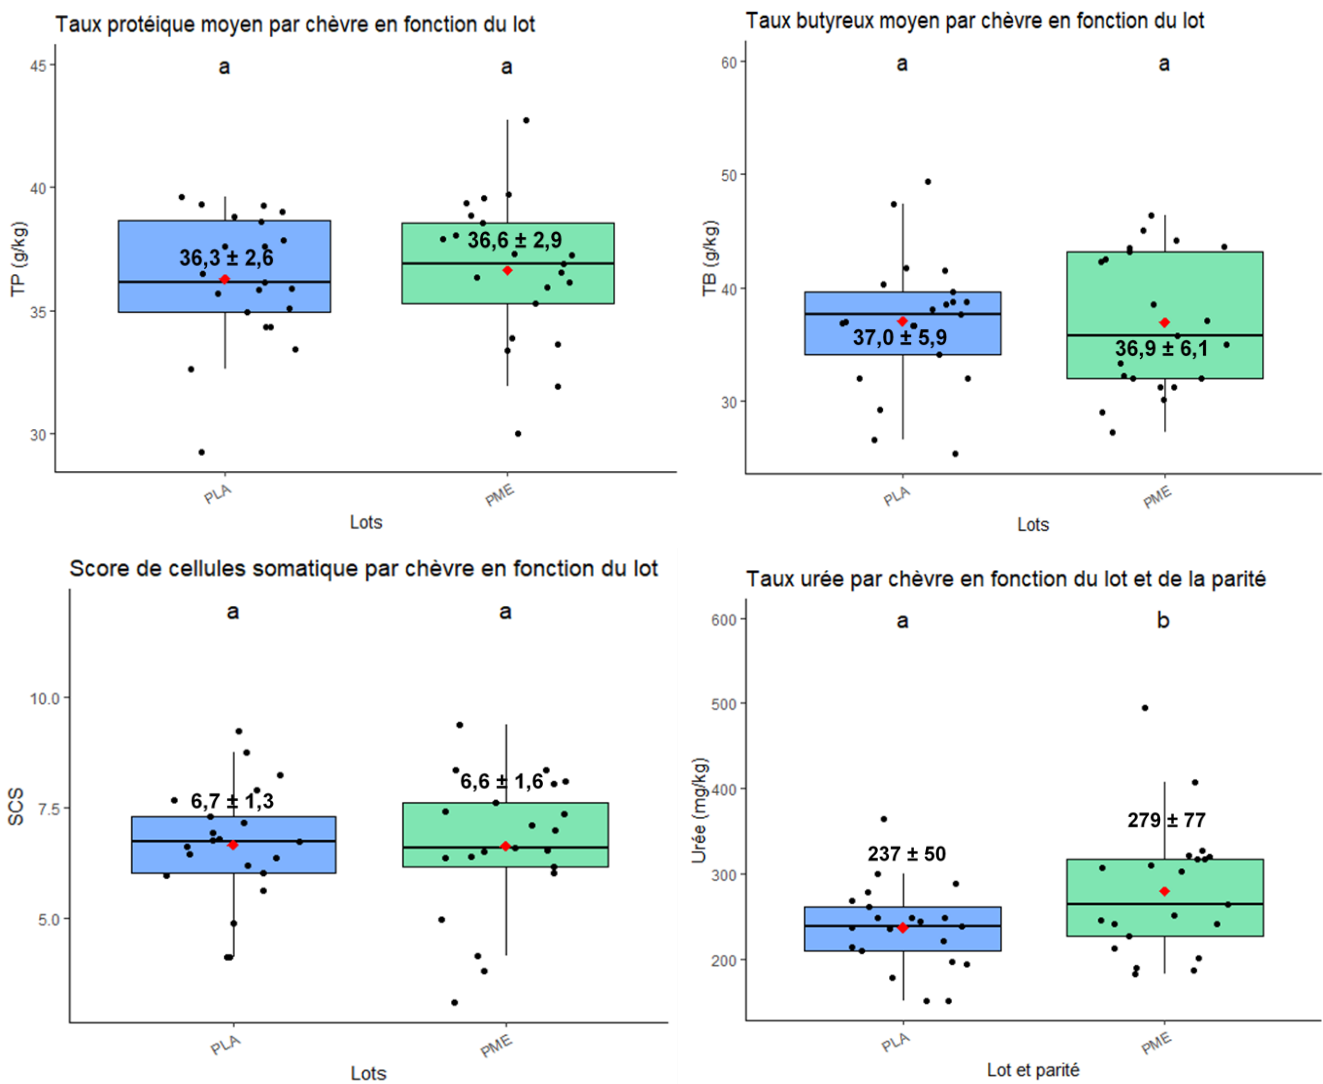 Taux protéique moyen par chèvre en fonction du lot
45
40
35
30
TP (g/kg)
a
a
36,3 ± 2,6
36,6 ± 2,9
PLA
PME
Lots
Taux butyreux moyen par chèvre en fonction du lot
60
50
40
30
TB (g/kg)
a
a
37,0 ± 5,9
36,9 ± 6,1
PLA
PME
Lots
Score de cellules somatique par chèvre en fonction du lot
10.0
7.5
5.0
SCS
a
a
6,7 ± 1,3
6,6 ± 1,6
PLA
PME
Lots
Taux urée par chèvre en fonction du lot et de la parité
600
500
400
300
200
Urée (mg/kg)
a
b
237 ± 50
279 ± 77
PLA
PME
Lot et parité